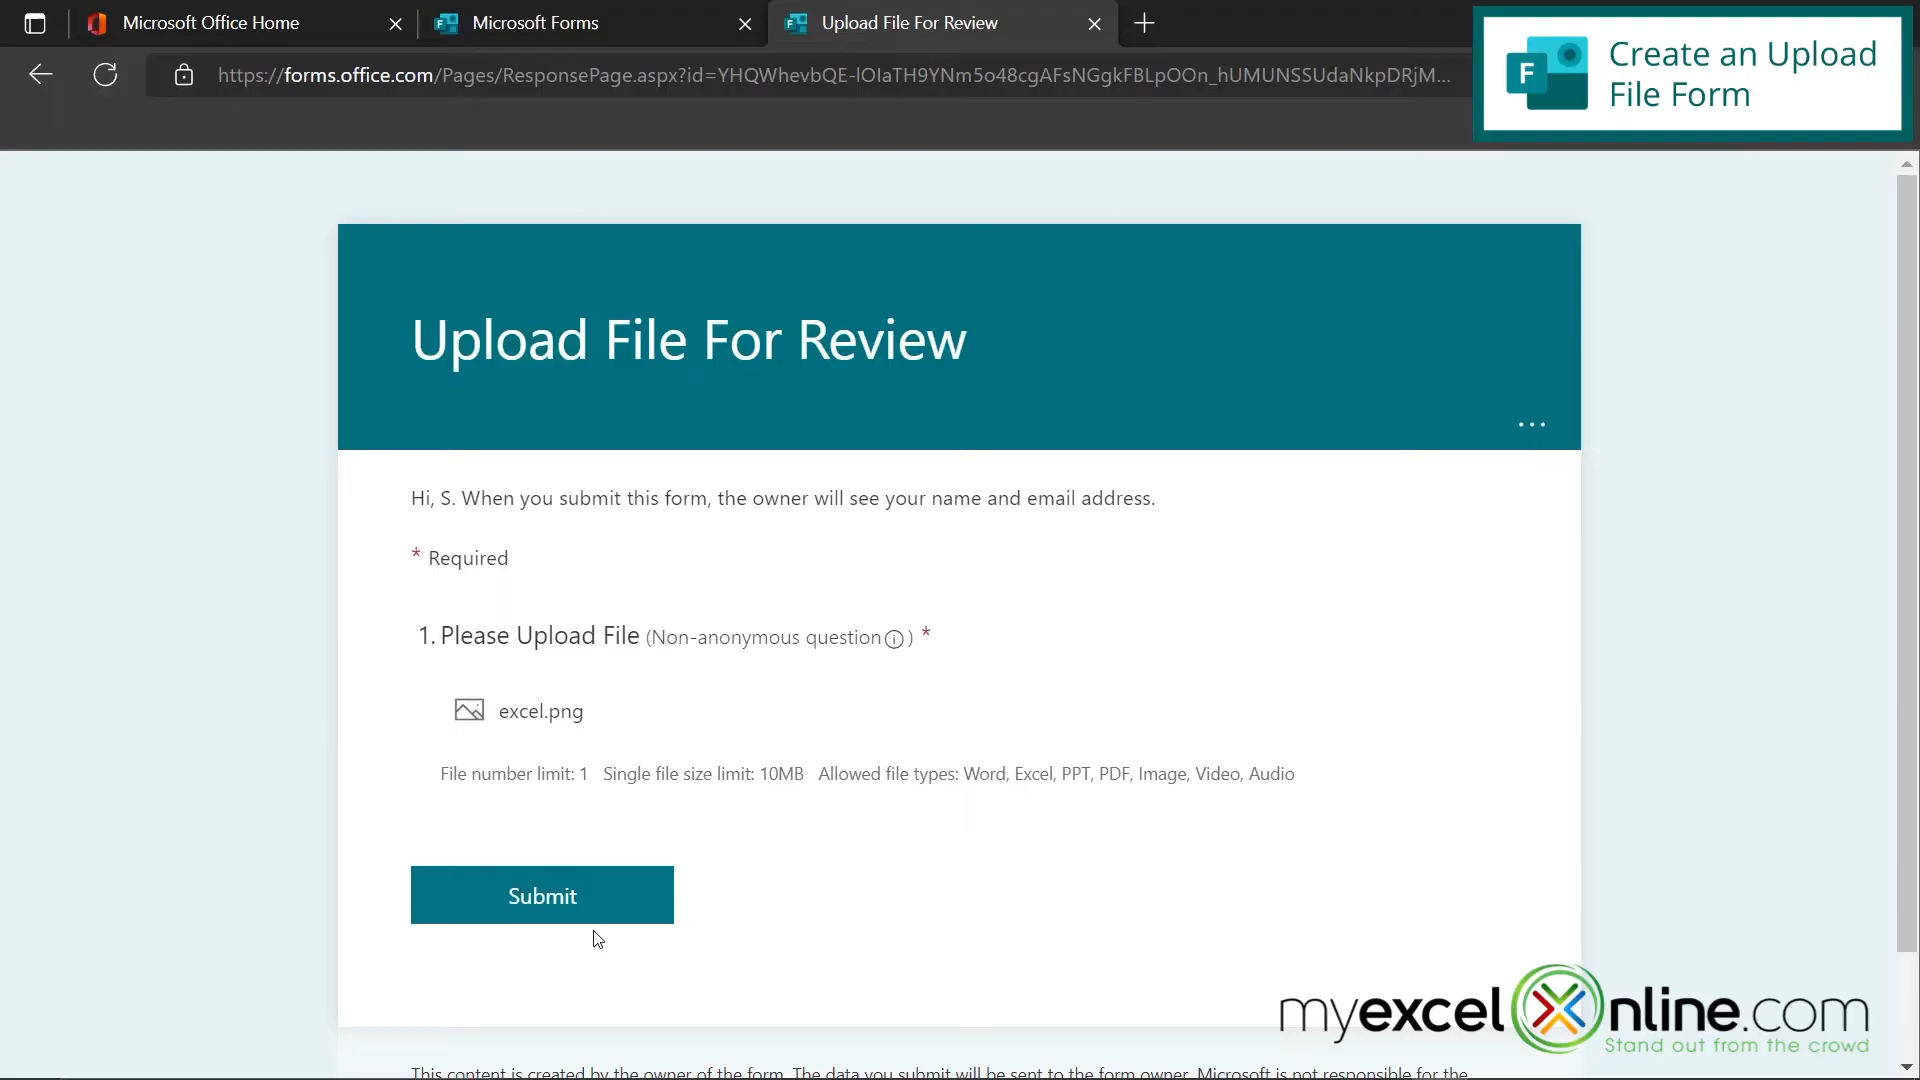 Microsoft Office Home
Microsoft Forms
Upload File For Review
https://forms.office.com/Pages/ResponsePage.aspx?id=YHQWhevbQE-lOIaTH9YNm5o48cgAFsNGgkFBLpOOn_hUMUNSSUdaNkpDRjM...
F
Create an Upload
File Form
Upload File For Review
...
Hi, S. When you submit this form, the owner will see your name and email address.
* Required
1. Please Upload File (Non-anonymous question ⓘ) *
excel.png
File number limit: 1 Single file size limit: 10MB Allowed file types: Word, Excel, PPT, PDF, Image, Video, Audio
Submit
myexcelOnline.com
Stand out from the crowd
This content is created by the owner of the form. The data you submit will be sent to the form owner. Microsoft is not responsible for the